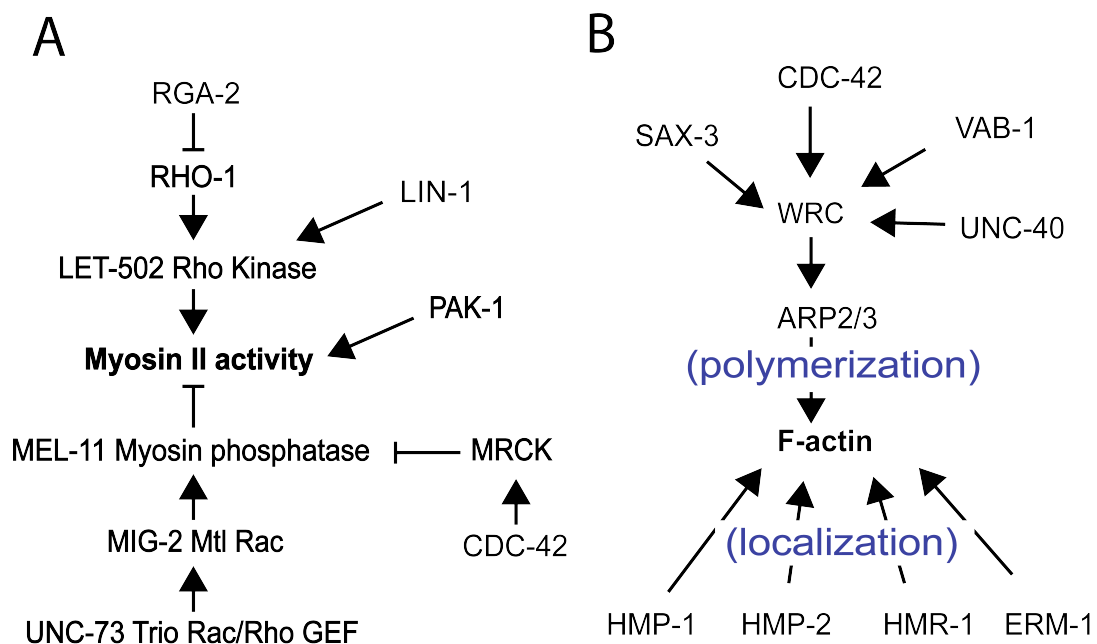 A
RGA-2
RHO-1
LIN-1
LET-502 Rho Kinase
PAK-1
Myosin II activity
MEL-11 Myosin phosphatase
MRCK
MIG-2 Mtl Rac
CDC-42
UNC-73 Trio Rac/Rho GEF
B
CDC-42
SAX-3
VAB-1
WRC
UNC-40
ARP2/3
(polymerization)
F-actin
(localization)
HMP-1
HMP-2
HMR-1
ERM-1